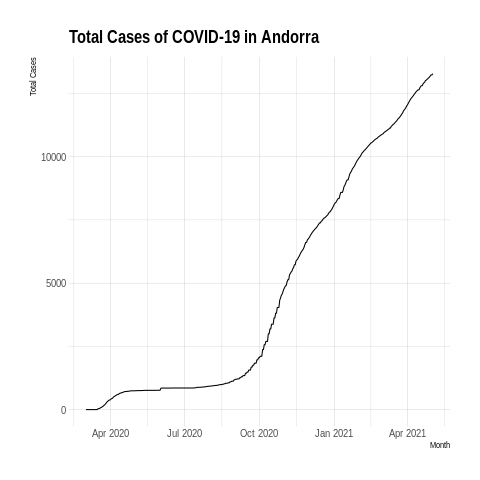 Total Cases of COVID-19 in Andorra
Total Cases
10000
5000
0
Apr 2020 Jul 2020 Oct 2020 Jan 2021 Apr 2021
Month